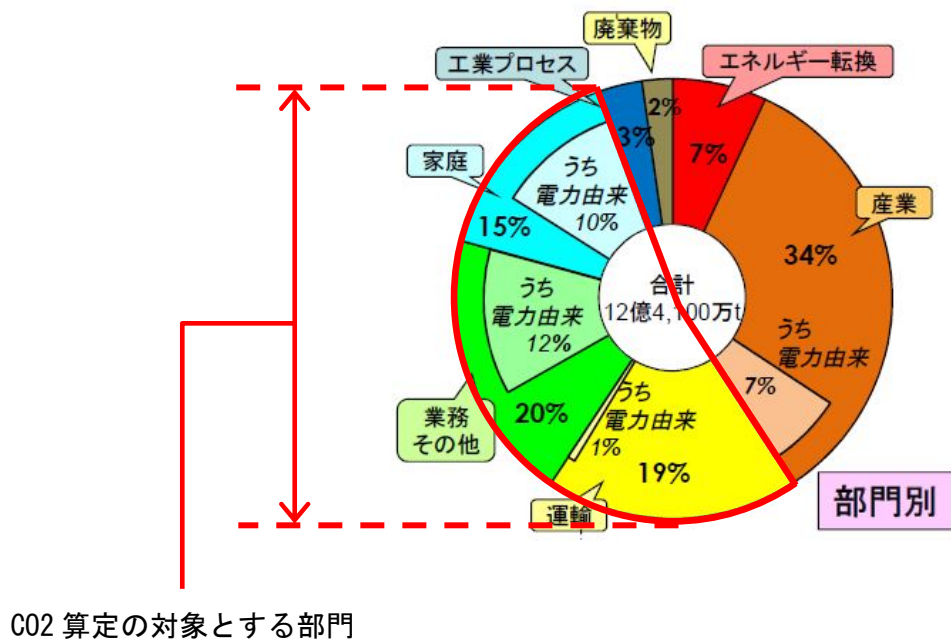 廃棄物
工業プロセス
エネルギー転換
2%
3%
7%
家庭
うち
電力由来
10%
産業
15%
34%
合計
12億4,100万t
うち
電力由来
12%
うち
電力由来
7%
業務
その他
20%
うち
電力由来
1%
19%
運輸
部門別
CO2 算定の対象とする部門